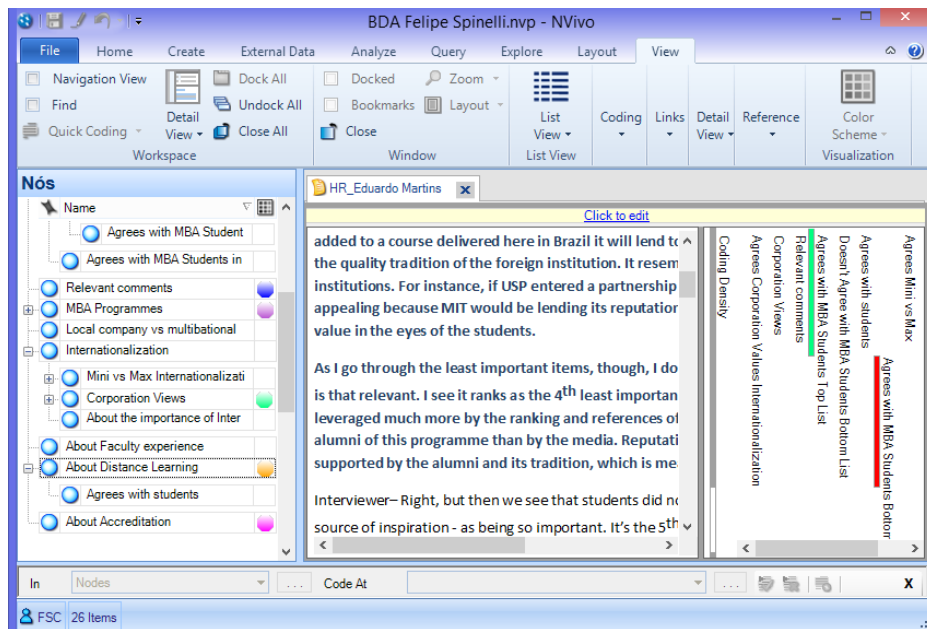 BDA Felipe Spinelli.nvp - NVivo
File Home Create External Data Analyze Query Explore Layout View
Navigation View
Find
Quick Coding
Detail View
Dock All
Undock All
Close All
Workspace
Docked
Bookmarks
Close
Zoom
Layout
Window
List View
List View
Coding
Links
Detail View
Reference
Color Scheme
Visualization
Nós
Name
Agrees with MBA Student
Agrees with MBA Students in
Relevant comments
MBA Programmes
Local company vs multibational
Internationalization
Mini vs Max Internationalizati
Corporation Views
About the importance of Inter
About Faculty experience
About Distance Learning
Agrees with students
About Accreditation
HR_Eduardo Martins x
Click to edit
added to a course delivered here in Brazil it will lend to
the quality tradition of the foreign institution. It resem
institutions. For instance, if USP entered a partnership
appealing because MIT would be lending its reputation
value in the eyes of the students.
As I go through the least important items, though, I do
is that relevant. I see it ranks as the 4th least importan
leveraged much more by the ranking and references of
alumni of this programme than by the media. Reputati
supported by the alumni and its tradition, which is me
Interviewer– Right, but then we see that students did no
source of inspiration - as being so important. It's the 5th
Agrees Mini vs Max
Agrees with MBA Students Bottom
Agrees with students
Doesn't Agree with MBA Students Bottom List
Agrees with MBA Students Top List
Relevant comments
Corporation Views
Agrees Corporation Values Internationalization
Coding Density
In Nodes ... Code At ... X
FSC 26 Items